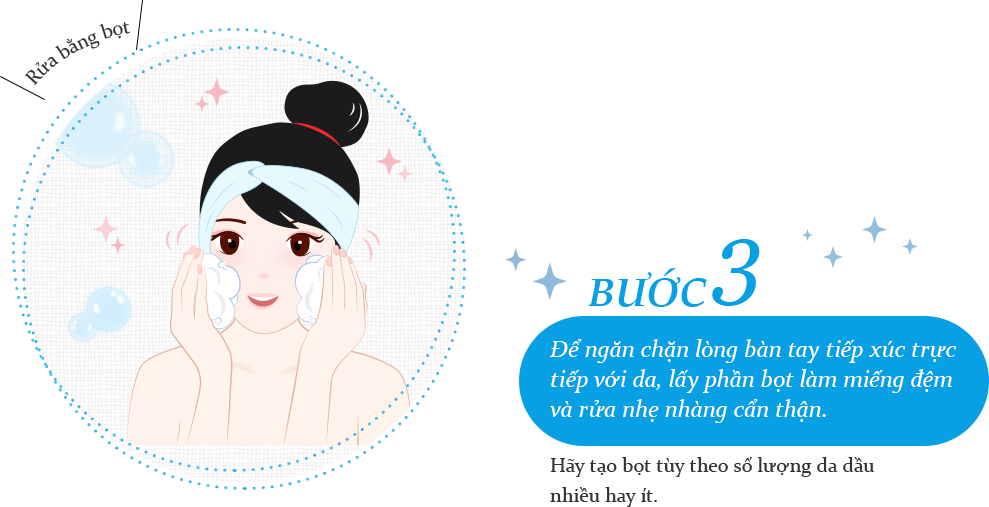 Rửa bằng bọt
BƯỚC 3
Để ngăn chặn lòng bàn tay tiếp xúc trực
tiếp với da, lấy phần bọt làm miếng đệm
và rửa nhẹ nhàng cẩn thận.
Hãy tạo bọt tùy theo số lượng da dầu
nhiều hay ít.